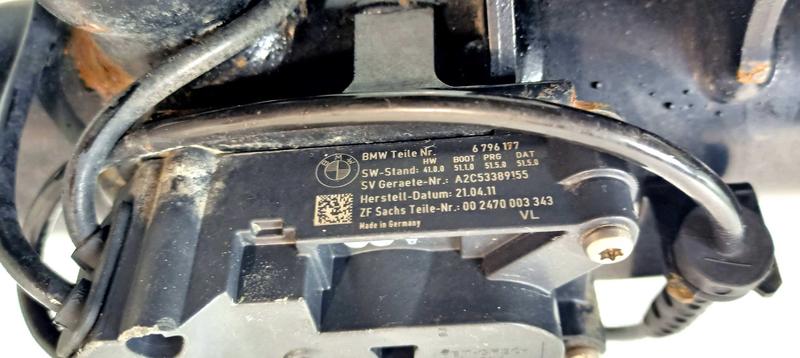 BMW
BMW Teile Nr. 6 796 177
HW BOOT PRG DAT
SW-Stand: 41.0.0 51.1.0 51.5.0 51.5.0
SV Geraete-Nr.: A2C53389155
Herstell-Datum: 21.04.11
ZF Sachs Teile-Nr.: 00 2470 003 343
Made in Germany VL